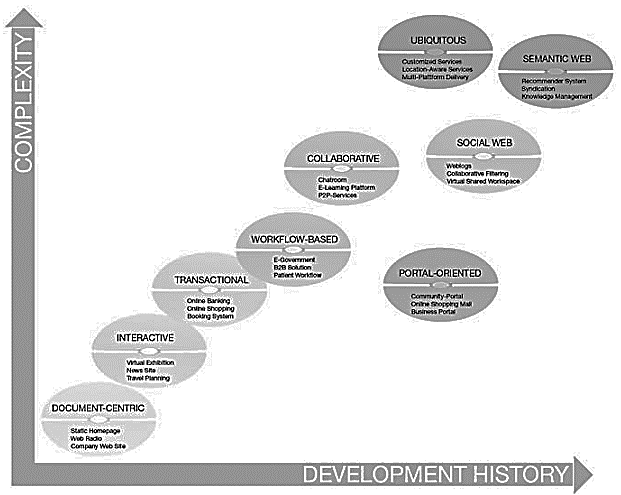 COMPLEXITY
UBIQUITOUS
Customized Services
Location-Aware Services
Multi-Platform Delivery
SEMANTIC WEB
Recommender System
Syndication
Knowledge Management
SOCIAL WEB
Weblogs
Collaborative Filtering
Virtual Shared Workspace
COLLABORATIVE
Chatroom
E-Learning Platform
P2P-Services
WORKFLOW-BASED
E-Government
B2B Solution
Patient Workflow
PORTAL-ORIENTED
Community-Portal
Online Shopping Mall
Business Portal
TRANSACTIONAL
Online Banking
Online Shopping
Booking System
INTERACTIVE
Virtual Exhibition
News Site
Travel Planning
DOCUMENT-CENTRIC
Static Homepage
Web Radio
Company Web Site
DEVELOPMENT HISTORY